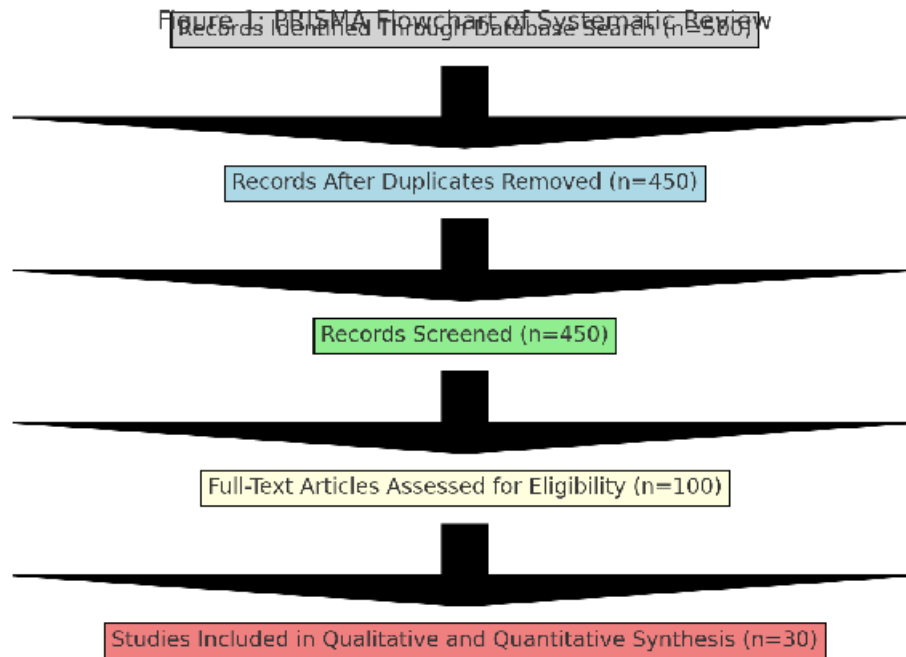 Figure 1: PRISMA Flowchart of Systematic Review
Records Identified Through Database Search (n=500)
Records After Duplicates Removed (n=450)
Records Screened (n=450)
Full-Text Articles Assessed for Eligibility (n=100)
Studies Included in Qualitative and Quantitative Synthesis (n=30)